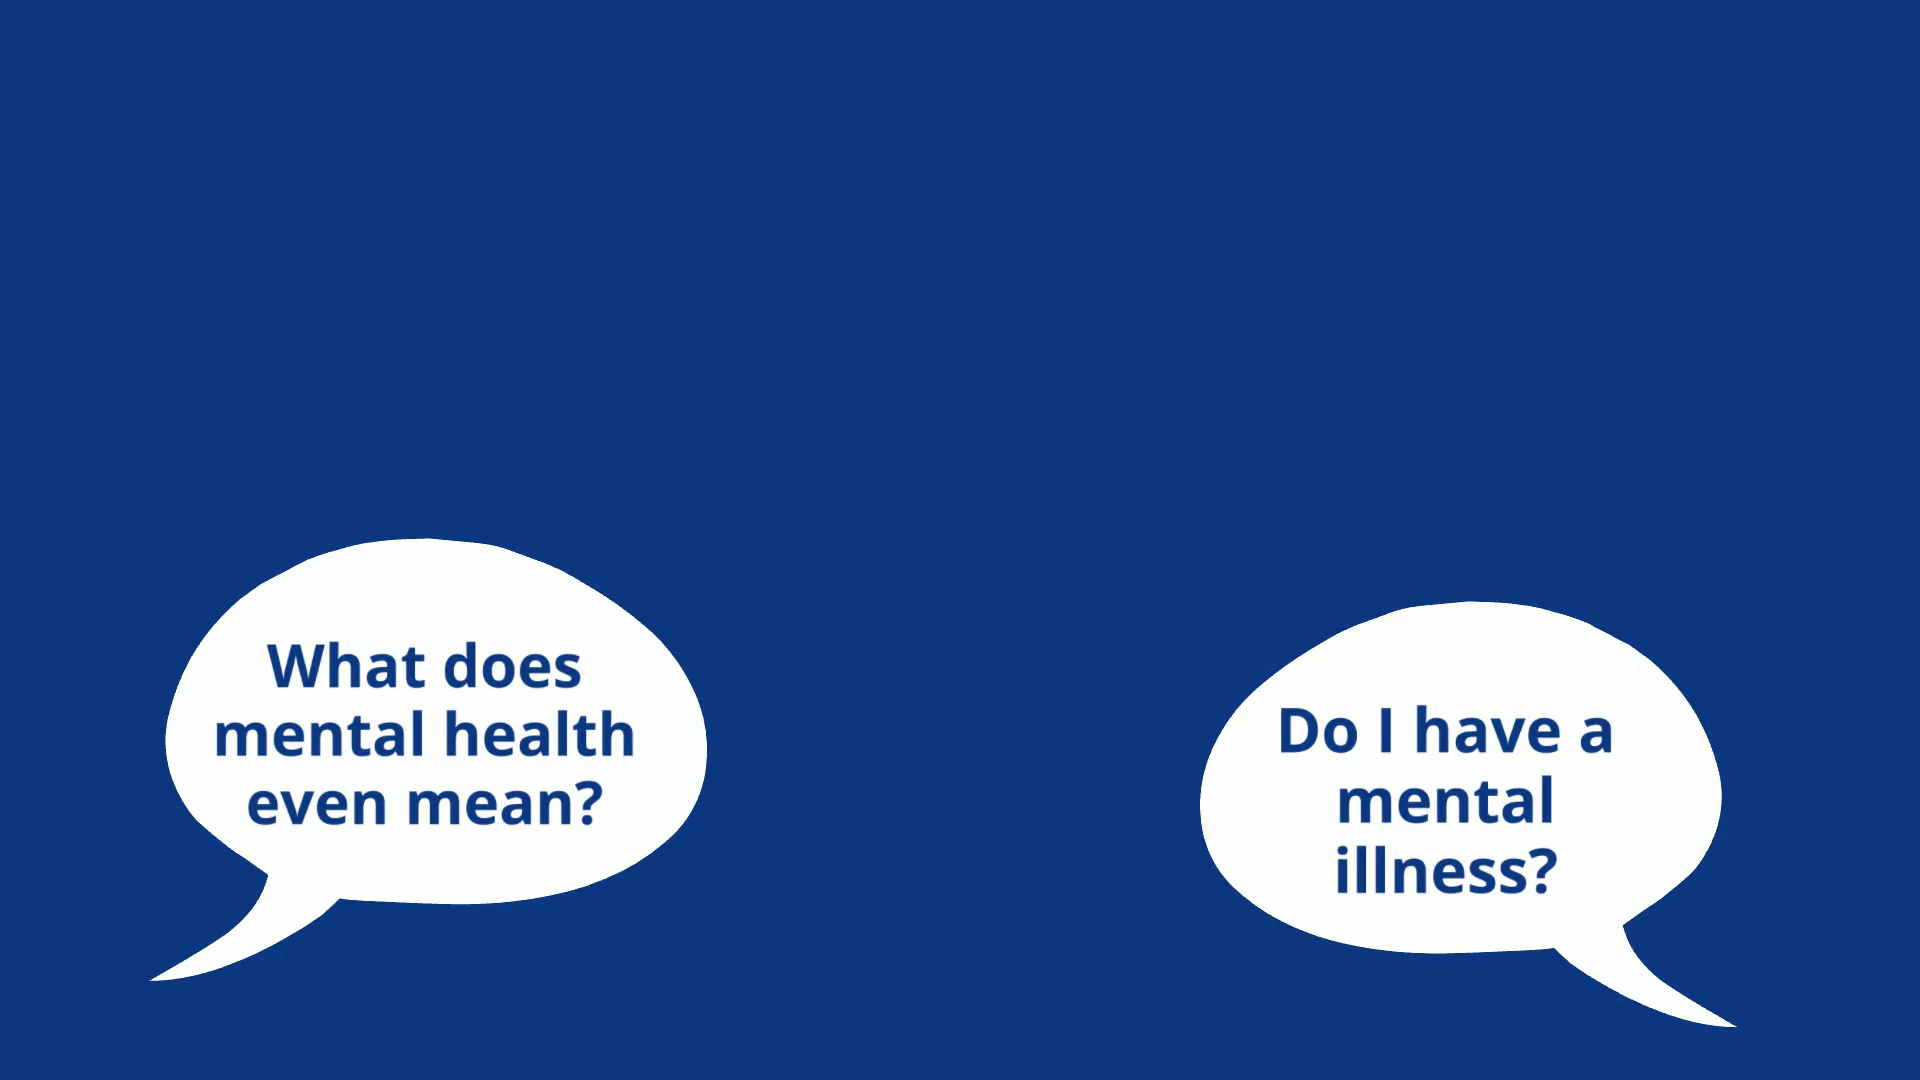 What does
mental health
even mean?
Do I have a
mental
illness?